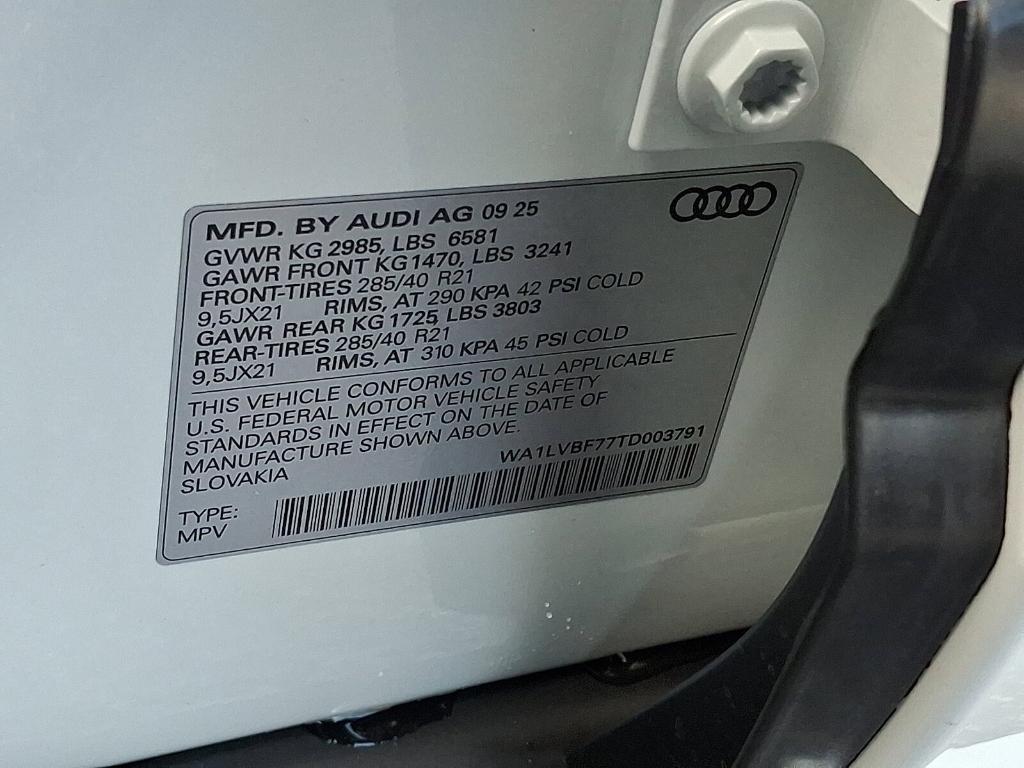 MFD. BY AUDI AG 09 25
GVWR KG 2985, LBS 6581
GAWR FRONT KG 1470, LBS 3241
FRONT-TIRES 285/40 R21
9,5JX21 RIMS, AT 290 KPA 42 PSI COLD
GAWR REAR KG 1725, LBS 3803
REAR-TIRES 285/40 R21
9,5JX21 RIMS, AT 310 KPA 45 PSI COLD
THIS VEHICLE CONFORMS TO ALL APPLICABLE
U.S. FEDERAL MOTOR VEHICLE SAFETY
STANDARDS IN EFFECT ON THE DATE OF
MANUFACTURE SHOWN ABOVE.
SLOVAKIA
WA1LVBF77TD003791
TYPE:
MPV